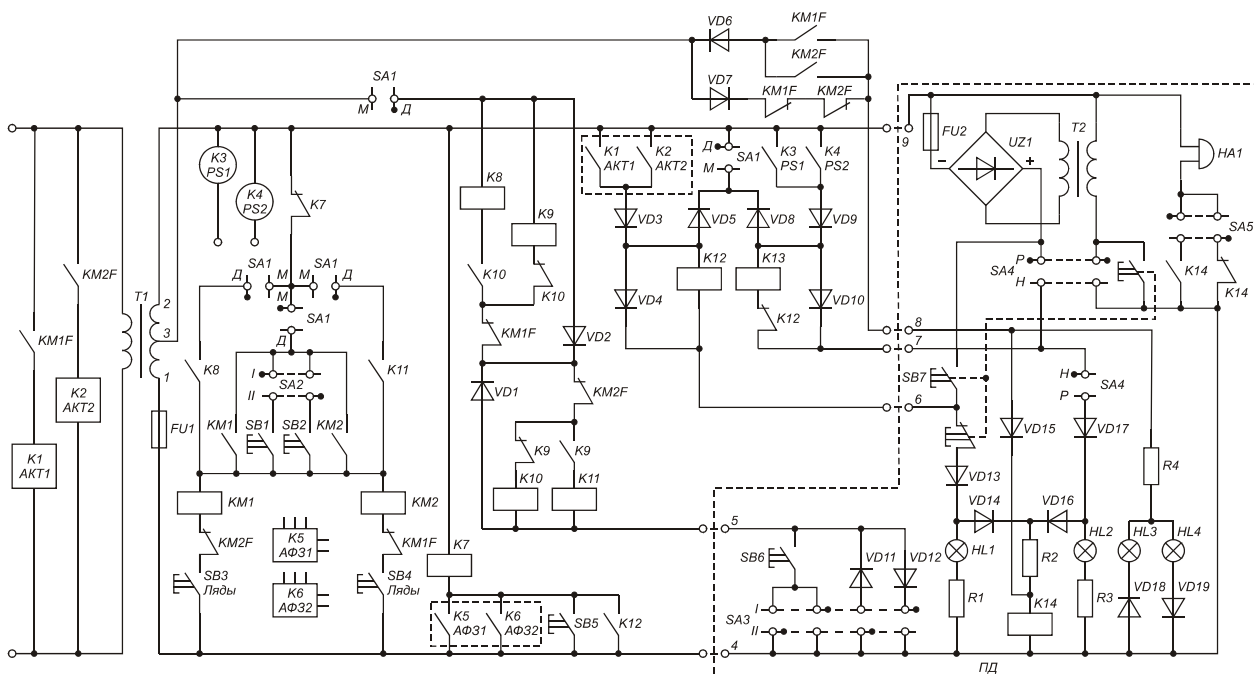 VD6
KM1F
KM2F
VD7
KM1F
KM2F
SA1
М
Д
K3
PS1
K4
PS2
K7
K8
K9
K1
АКТ1
K2
АКТ2
Д
SA1
М
K3
PS1
K4
PS2
9
FU2
UZ1
−
+
T2
HA1
KM2F
T1
2
3
1
KM1F
K2
АКТ2
K1
АКТ1
FU1
SA1
Д
М
М
SA1
Д
М
SA1
Д
K10
K10
KM1F
VD2
VD3
VD5
VD8
VD9
K12
K13
VD4
K12
VD10
SA5
SA4
Р
Н
K14
K14
8
7
6
K8
K11
I
SA2
II
KM1
SB1
SB2
KM2
VD1
KM2F
K9
K9
K10
K11
SB7
Н
SA4
Р
VD15
VD17
R4
VD13
VD14
VD16
KM1
KM2
KM2F
KM1F
SB3
Ляды
SB4
Ляды
K5
АФЗ1
K6
АФЗ2
K7
K5
АФЗ1
K6
АФЗ2
SB5
K12
5
SB6
VD11
VD12
SA3
I
II
4
HL1
R2
HL2
HL3
HL4
R1
K14
R3
VD18
VD19
ПД